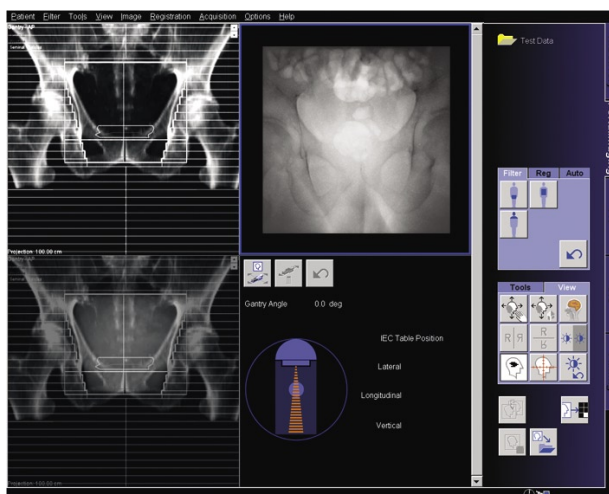 Patient Filter Tools View Image Registration Acquisition Options Help
Test Data
Projection: 100.00 cm
Filter Reg Auto
Gantry Angle 0.0 deg
IEC Table Position
Lateral
Longitudinal
Vertical
Tools View
R R
R
R